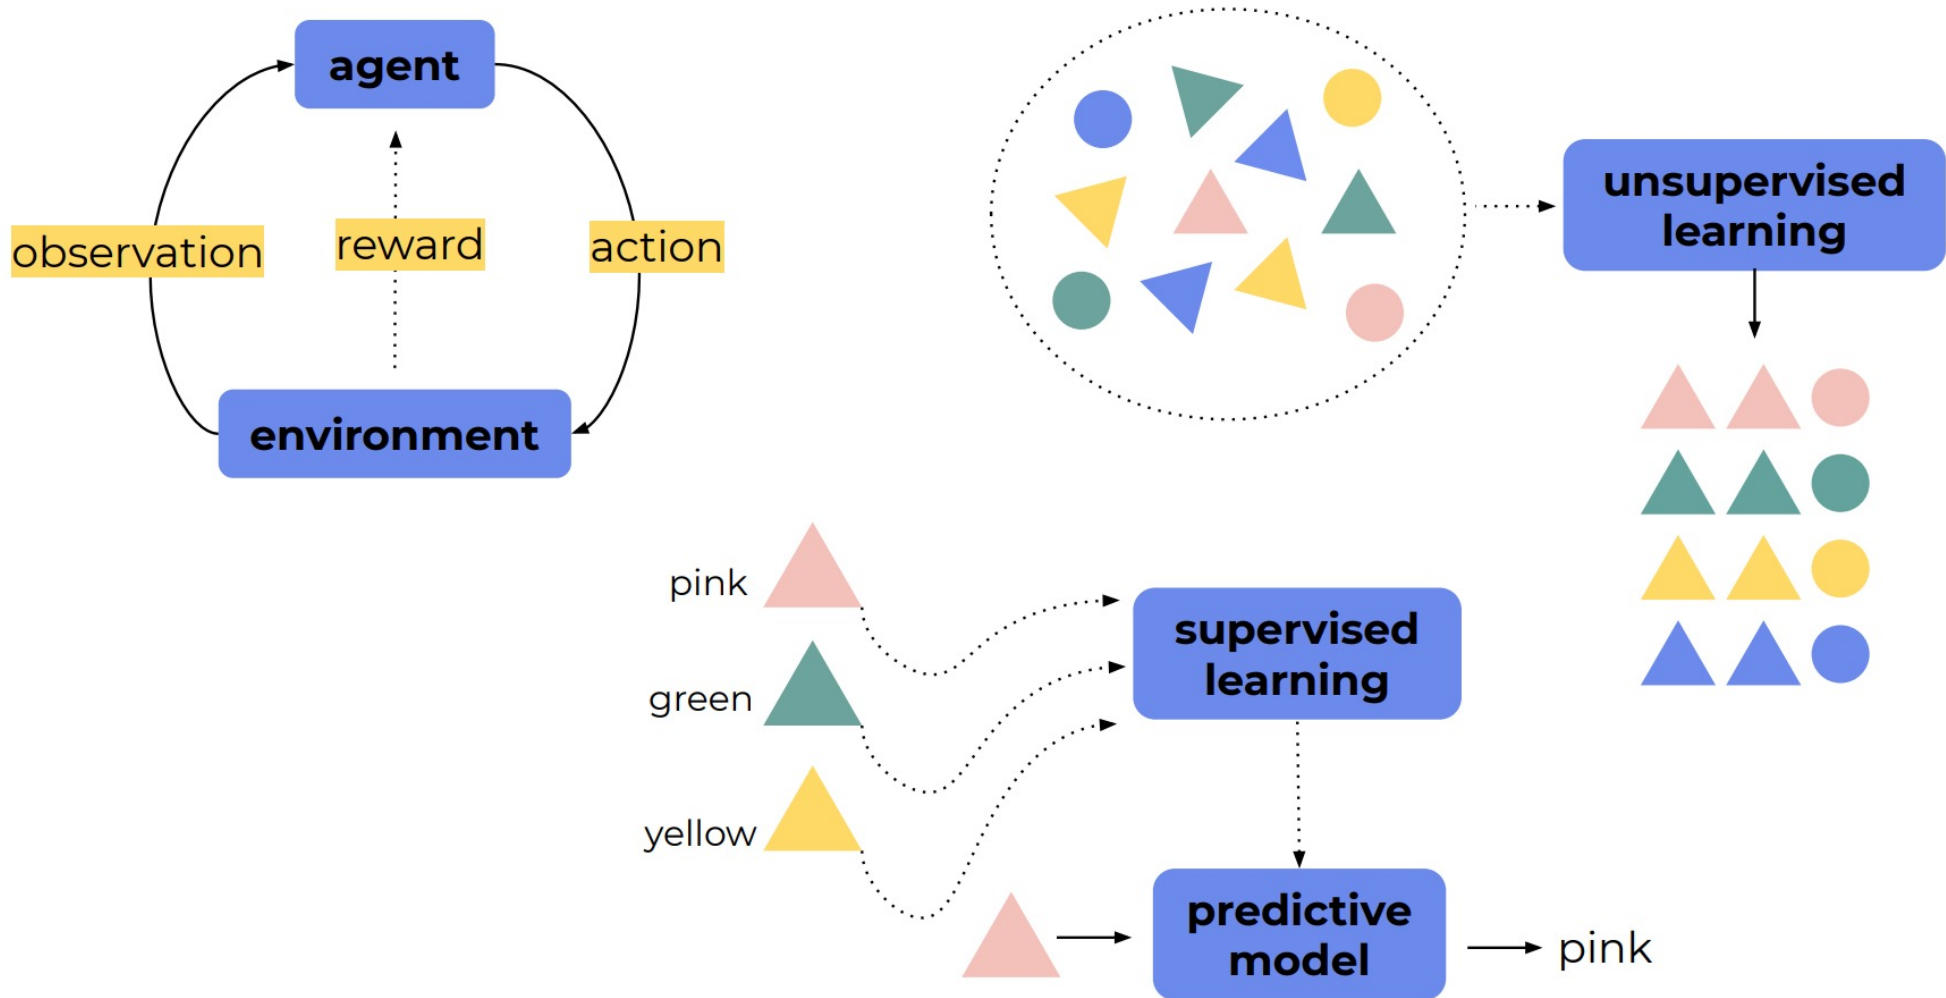 agent
observation
reward
action
environment
unsupervised
learning
pink
green
yellow
supervised
learning
predictive
model
pink